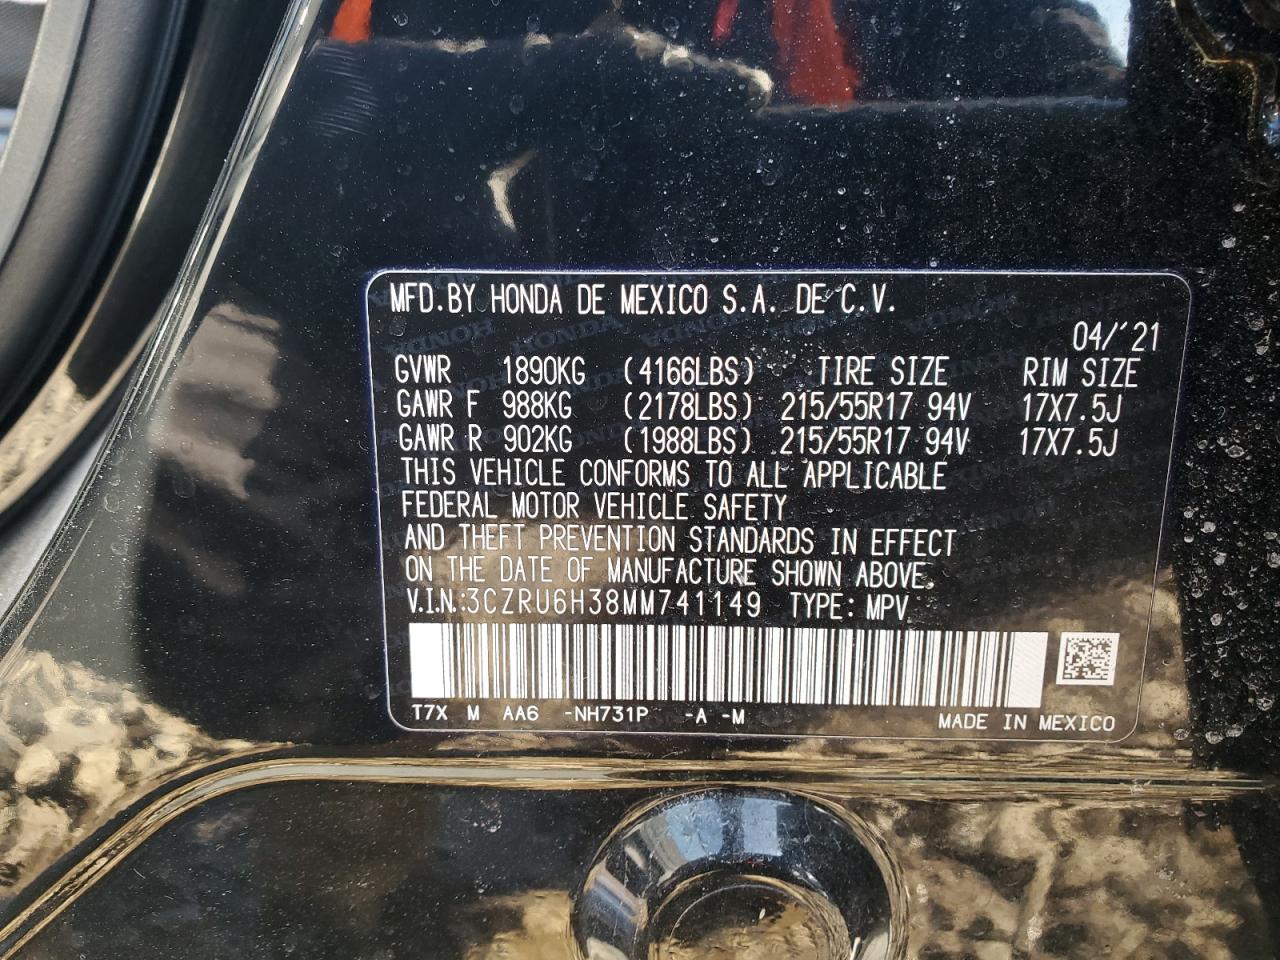 MFD.BY HONDA DE MEXICO S.A. DE C.V.
04/'21
GVWR 1890KG (4166LBS) TIRE SIZE RIM SIZE
GAWR F 988KG (2178LBS) 215/55R17 94V 17X7.5J
GAWR R 902KG (1988LBS) 215/55R17 94V 17X7.5J
THIS VEHICLE CONFORMS TO ALL APPLICABLE
FEDERAL MOTOR VEHICLE SAFETY
AND THEFT PREVENTION STANDARDS IN EFFECT
ON THE DATE OF MANUFACTURE SHOWN ABOVE.
V.I.N.:3CZRU6H38MM741149 TYPE: MPV
T7X M AA6 -NH731P -A -M MADE IN MEXICO